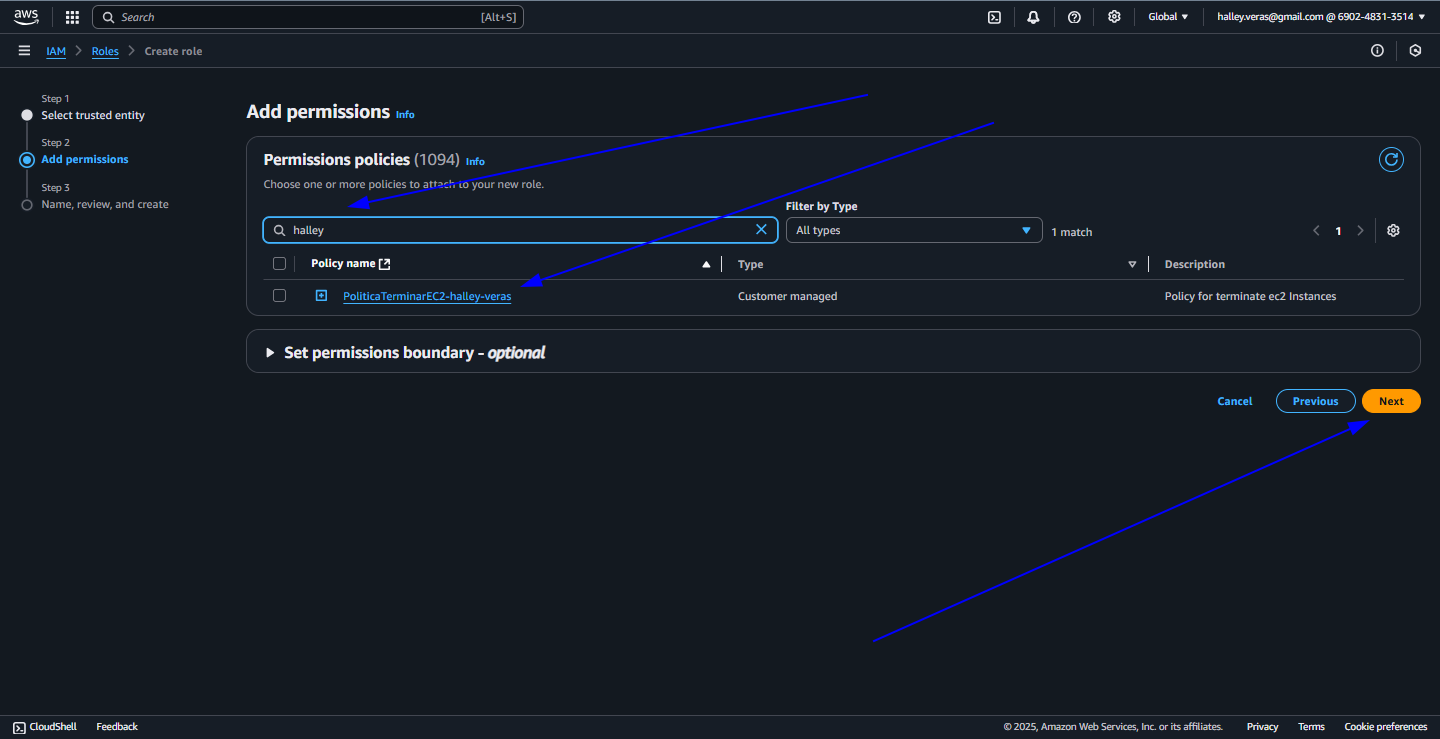 aws Search [Alt+S] Global halley.veras@gmail.com @ 6902-4831-3514
IAM Roles Create role
Step 1
Select trusted entity
Step 2
Add permissions
Step 3
Name, review, and create
Add permissions Info
Permissions policies (1094) Info
Choose one or more policies to attach to your new role.
Filter by Type
halley All types 1 match 1
Policy name Type Description
PoliticaTerminarEC2-halley-veras Customer managed Policy for terminate ec2 Instances
Set permissions boundary - optional
Cancel Previous Next
CloudShell Feedback © 2025, Amazon Web Services, Inc. or its affiliates. Privacy Terms Cookie preferences